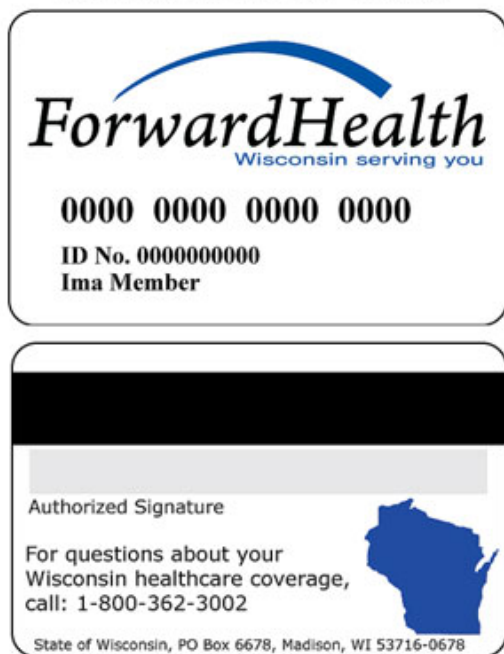 ForwardHealth
Wisconsin serving you
0000 0000 0000 0000
ID No. 0000000000
Ima Member
Authorized Signature
For questions about your
Wisconsin healthcare coverage,
call: 1-800-362-3002
State of Wisconsin, PO Box 6678, Madison, WI 53716-0678